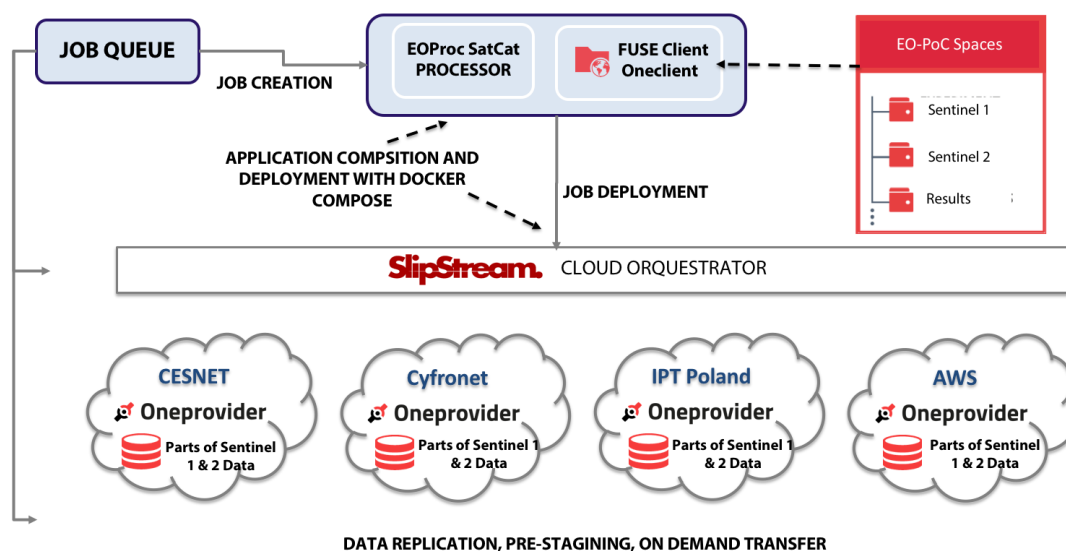 JOB QUEUE
JOB CREATION
EOProc SatCat
PROCESSOR
FUSE Client
Oneclient
EO-PoC Spaces
Sentinel 1
Sentinel 2
Results
APPLICATION COMPSITION AND
DEPLOYMENT WITH DOCKER
COMPOSE
JOB DEPLOYMENT
SlipStream. CLOUD ORQUESTRATOR
CESNET
Oneprovider
Parts of Sentinel
1 & 2 Data
Cyfronet
Oneprovider
Parts of Sentinel 1
& 2 Data
IPT Poland
Oneprovider
Parts of Sentinel 1
& 2 Data
AWS
Oneprovider
Parts of Sentinel
1 & 2 Data
DATA REPLICATION, PRE-STAGINING, ON DEMAND TRANSFER